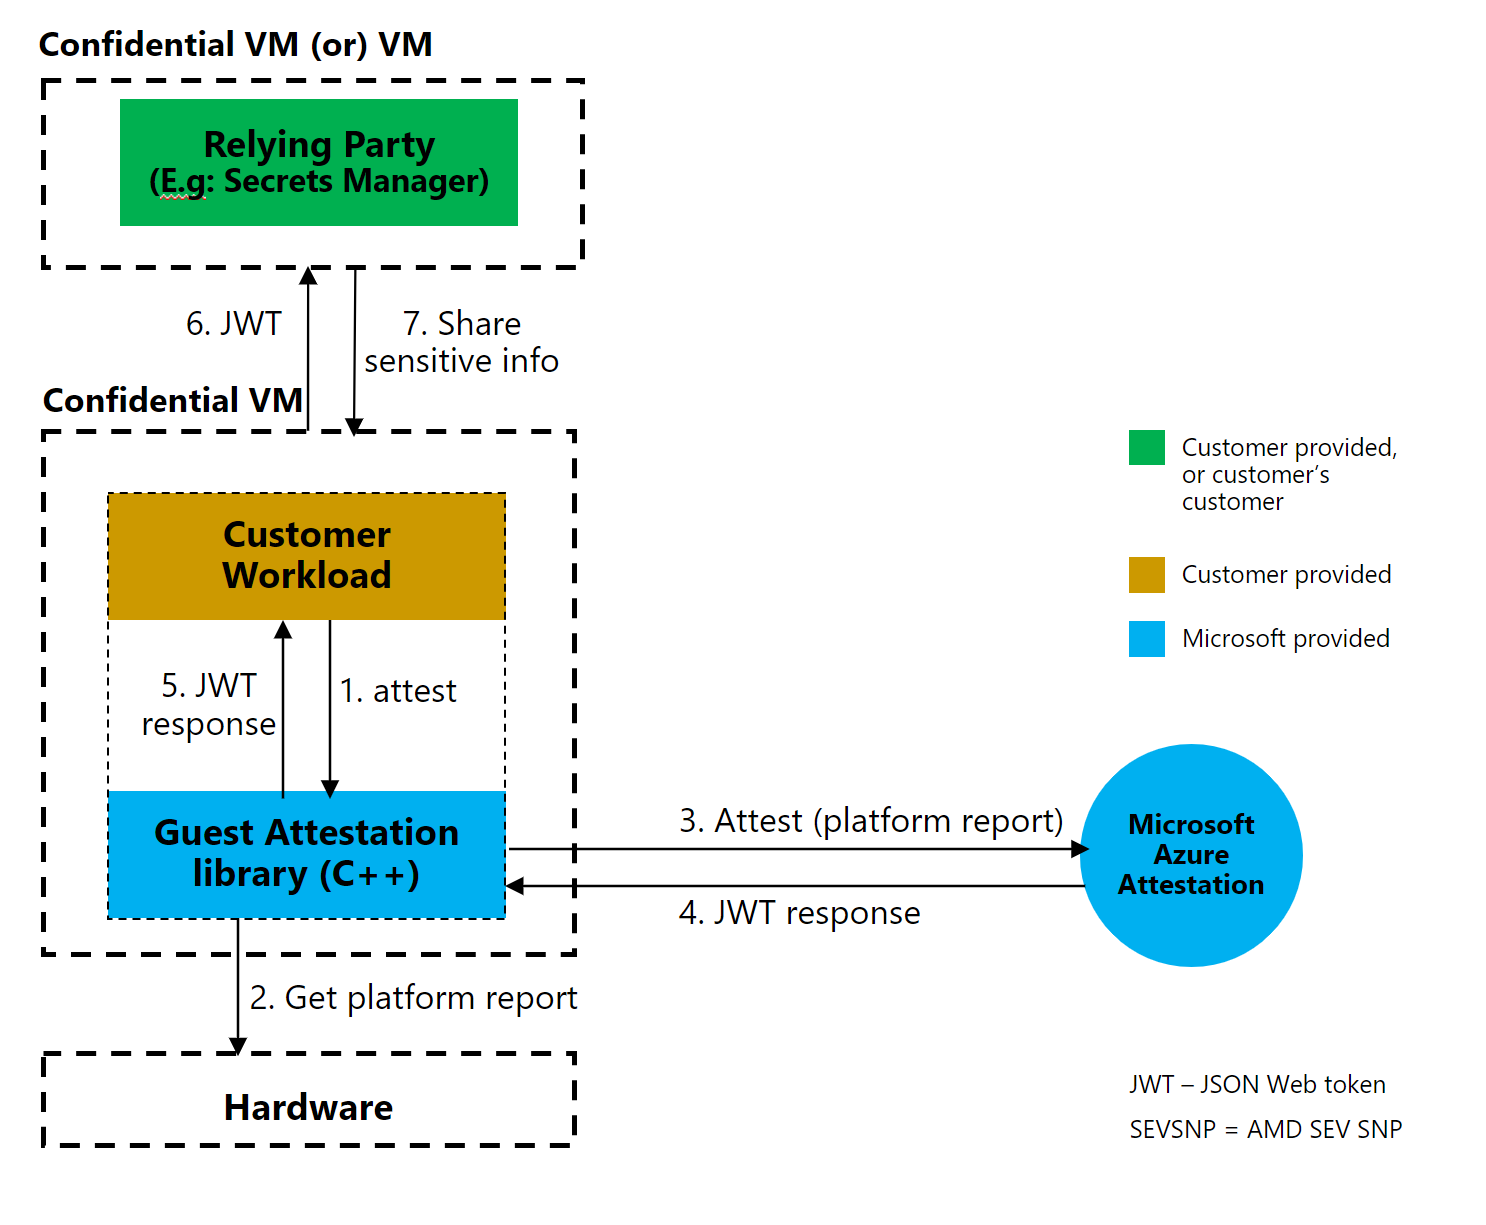 Confidential VM (or) VM
Relying Party
(E.g: Secrets Manager)
6. JWT
7. Share
sensitive info
Confidential VM
Customer
Workload
5. JWT
response
1. attest
Guest Attestation
library (C++)
3. Attest (platform report)
4. JWT response
Microsoft
Azure
Attestation
2. Get platform report
Hardware
Customer provided,
or customer’s
customer
Customer provided
Microsoft provided
JWT – JSON Web token
SEVSNP = AMD SEV SNP